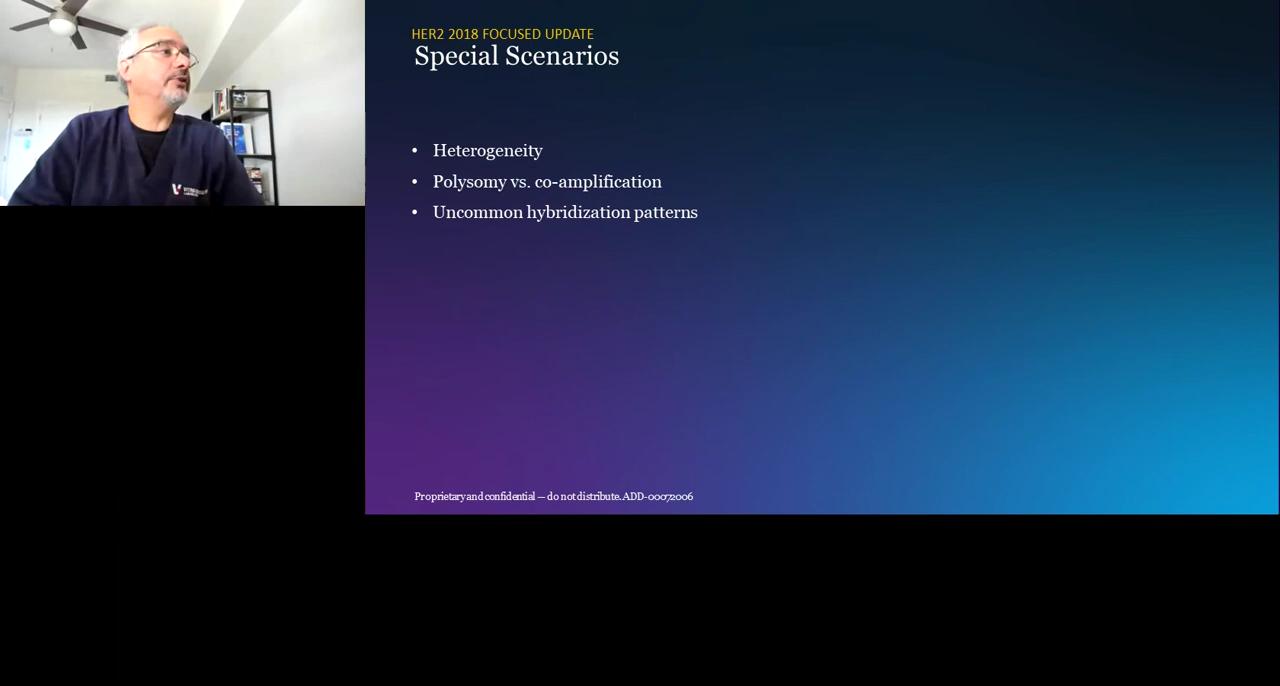 HER2 2018 FOCUSED UPDATE
Special Scenarios
• Heterogeneity
• Polysomy vs. co-amplification
• Uncommon hybridization patterns
Proprietary and confidential — do not distribute. ADD-00072006